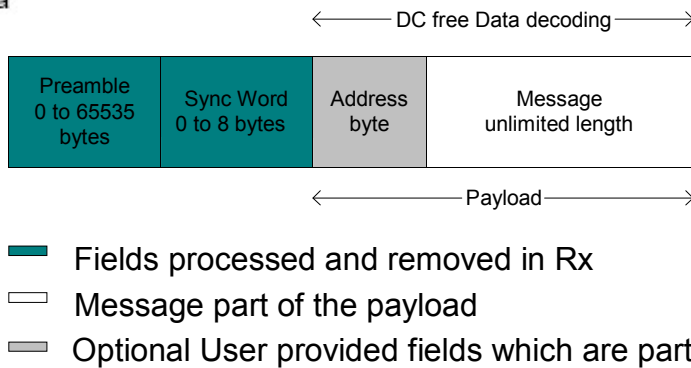 DC free Data decoding
Preamble
0 to 65535
bytes
Sync Word
0 to 8 bytes
Address
byte
Message
unlimited length
Payload
Fields processed and removed in Rx
Message part of the payload
Optional User provided fields which are part